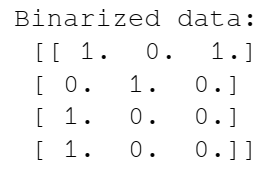 Binarized data:
[[ 1. 0. 1.]
[ 0. 1. 0.]
[ 1. 0. 0.]
[ 1. 0. 0.]]